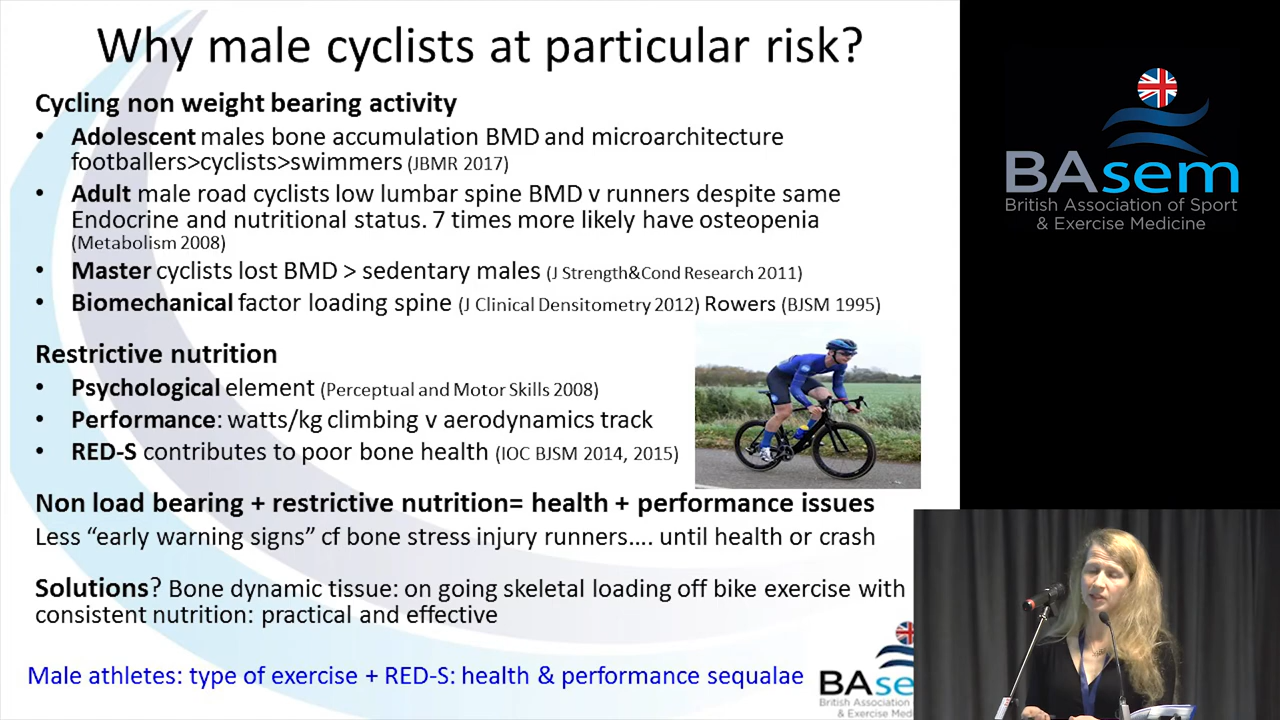 Why male cyclists at particular risk?
Cycling non weight bearing activity
• Adolescent males bone accumulation BMD and microarchitecture
footballers>cyclists>swimmers (JBMR 2017)
• Adult male road cyclists low lumbar spine BMD v runners despite same
Endocrine and nutritional status. 7 times more likely have osteopenia
(Metabolism 2008)
• Master cyclists lost BMD > sedentary males (J Strength&Cond Research 2011)
• Biomechanical factor loading spine (J Clinical Densitometry 2012) Rowers (BJSM 1995)
Restrictive nutrition
• Psychological element (Perceptual and Motor Skills 2008)
• Performance: watts/kg climbing v aerodynamics track
• RED-S contributes to poor bone health (IOC BJSM 2014, 2015)
Non load bearing + restrictive nutrition= health + performance issues
Less “early warning signs” cf bone stress injury runners.... until health or crash
Solutions? Bone dynamic tissue: on going skeletal loading off bike exercise with
consistent nutrition: practical and effective
Male athletes: type of exercise + RED-S: health & performance sequalae
BAsem
British Association
& Exercise Med
BAsem
British Association of Sport
& Exercise Medicine